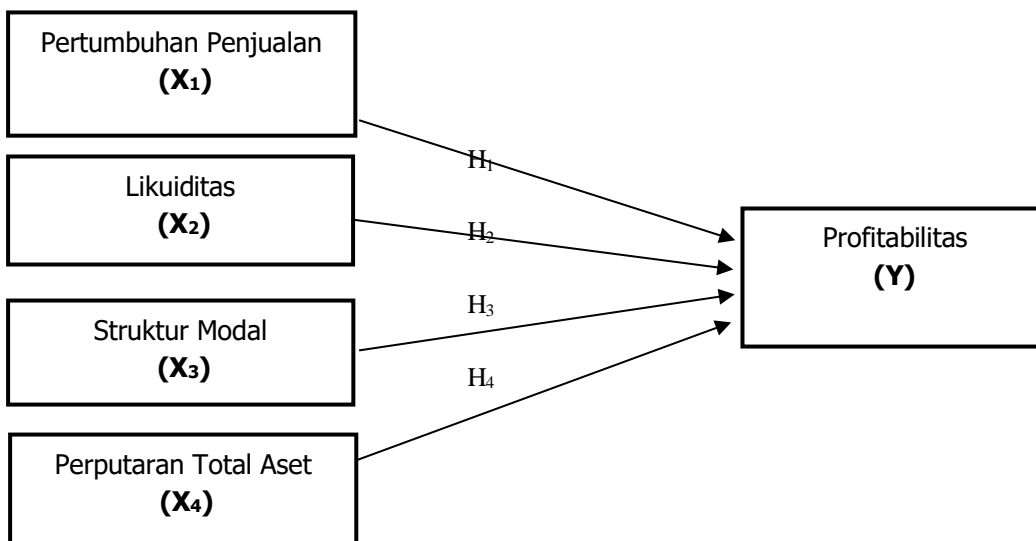 Pertumbuhan Penjualan
(X₁)
H₁
Likuiditas
(X₂)
H₂
Profitabilitas
(Y)
Struktur Modal
(X₃)
H₃
H₄
Perputaran Total Aset
(X₄)